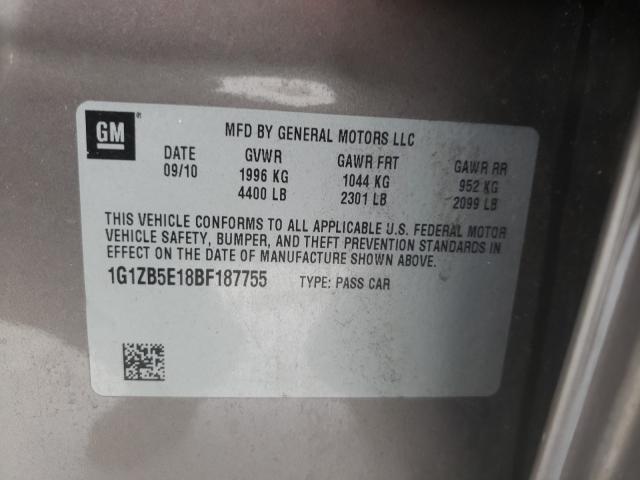 GM®
MFD BY GENERAL MOTORS LLC
DATE GVWR GAWR FRT GAWR RR
09/10 1996 KG 1044 KG 952 KG
4400 LB 2301 LB 2099 LB
THIS VEHICLE CONFORMS TO ALL APPLICABLE U.S. FEDERAL MOTOR
VEHICLE SAFETY, BUMPER, AND THEFT PREVENTION STANDARDS IN
EFFECT ON THE DATE OF MANUFACTURE SHOWN ABOVE.
1G1ZB5E18BF187755 TYPE: PASS CAR